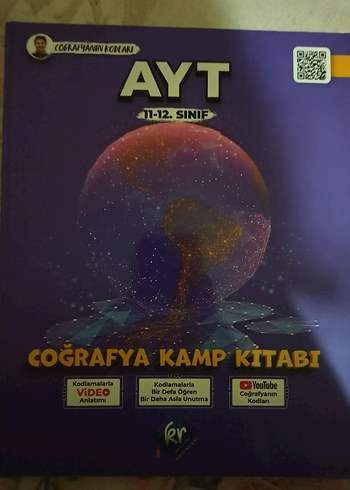 COĞRAFYANIN KODLARI
AYT
11-12. SINIF
COĞRAFYA KAMP KİTABI
Kodlamalarla
VİDEO
Anlatımı
Kodlamalarla
Bir Defa Öğren
Bir Daha Asla Unutma
YouTube
Coğrafyanın
Kodları
kr